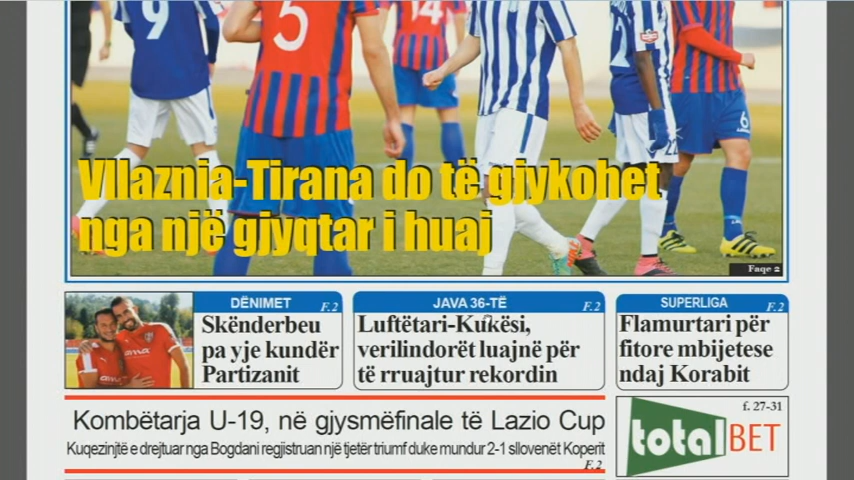 9
5
14
6
Vllaznia-Tirana do të gjykohet
nga një gjyqtar i huaj
Faqe 2
DËNIMET F. 2
Skënderbeu
pa yje kundër
Partizanit
JAVA 36-TË F. 2
Luftëtari-Kukësi,
verilindorët luajnë për
të rruajtur rekordin
SUPERLIGA F. 2
Flamurtari për
fitore mbijetese
ndaj Korabit
Kombëtarja U-19, në gjysmëfinale të Lazio Cup
Kuqezinjtë e drejtuar nga Bogdani regjistruan një tjetër triumf duke mundur 2-1 sllovenët Koperit
F. 2
f. 27-31
totalBET